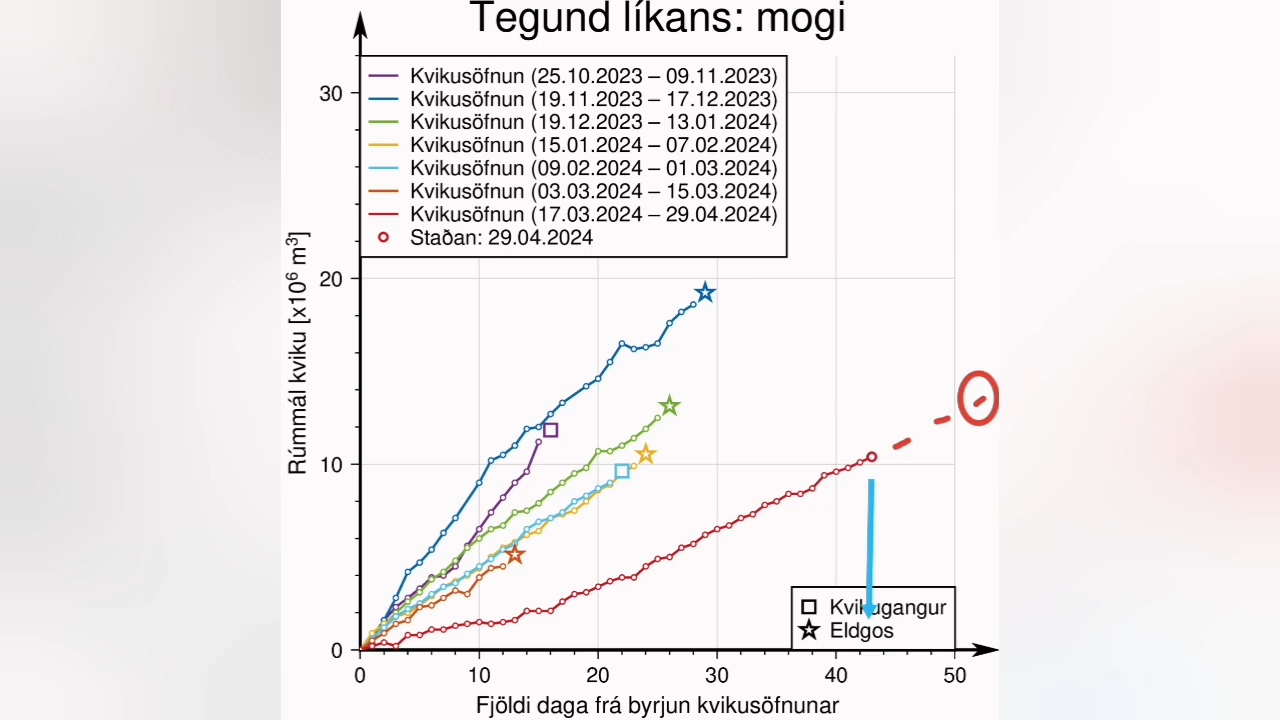 Tegund líkans: mogi
Kvikusöfnun (25.10.2023 – 09.11.2023)
Kvikusöfnun (19.11.2023 – 17.12.2023)
Kvikusöfnun (19.12.2023 – 13.01.2024)
Kvikusöfnun (15.01.2024 – 07.02.2024)
Kvikusöfnun (09.02.2024 – 01.03.2024)
Kvikusöfnun (03.03.2024 – 15.03.2024)
Kvikusöfnun (17.03.2024 – 29.04.2024)
Staðan: 29.04.2024
Rúmmál kviku [x10⁶ m³]
30
20
10
0
Kvikugangur
Eldgos
0 10 20 30 40 50
Fjöldi daga frá byrjun kvikusöfnunar